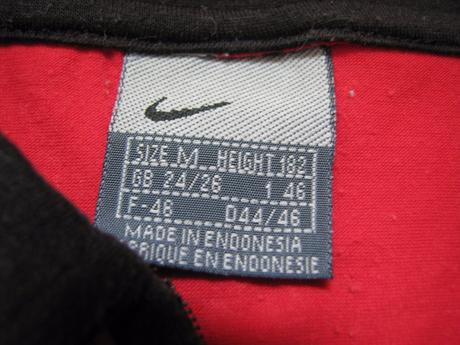 SIZE M HEIGHT 182
GB 24/26 I 46
F-48 D44/46
MADE IN ENDONESIA
FABRIQUE EN ENDONESIE